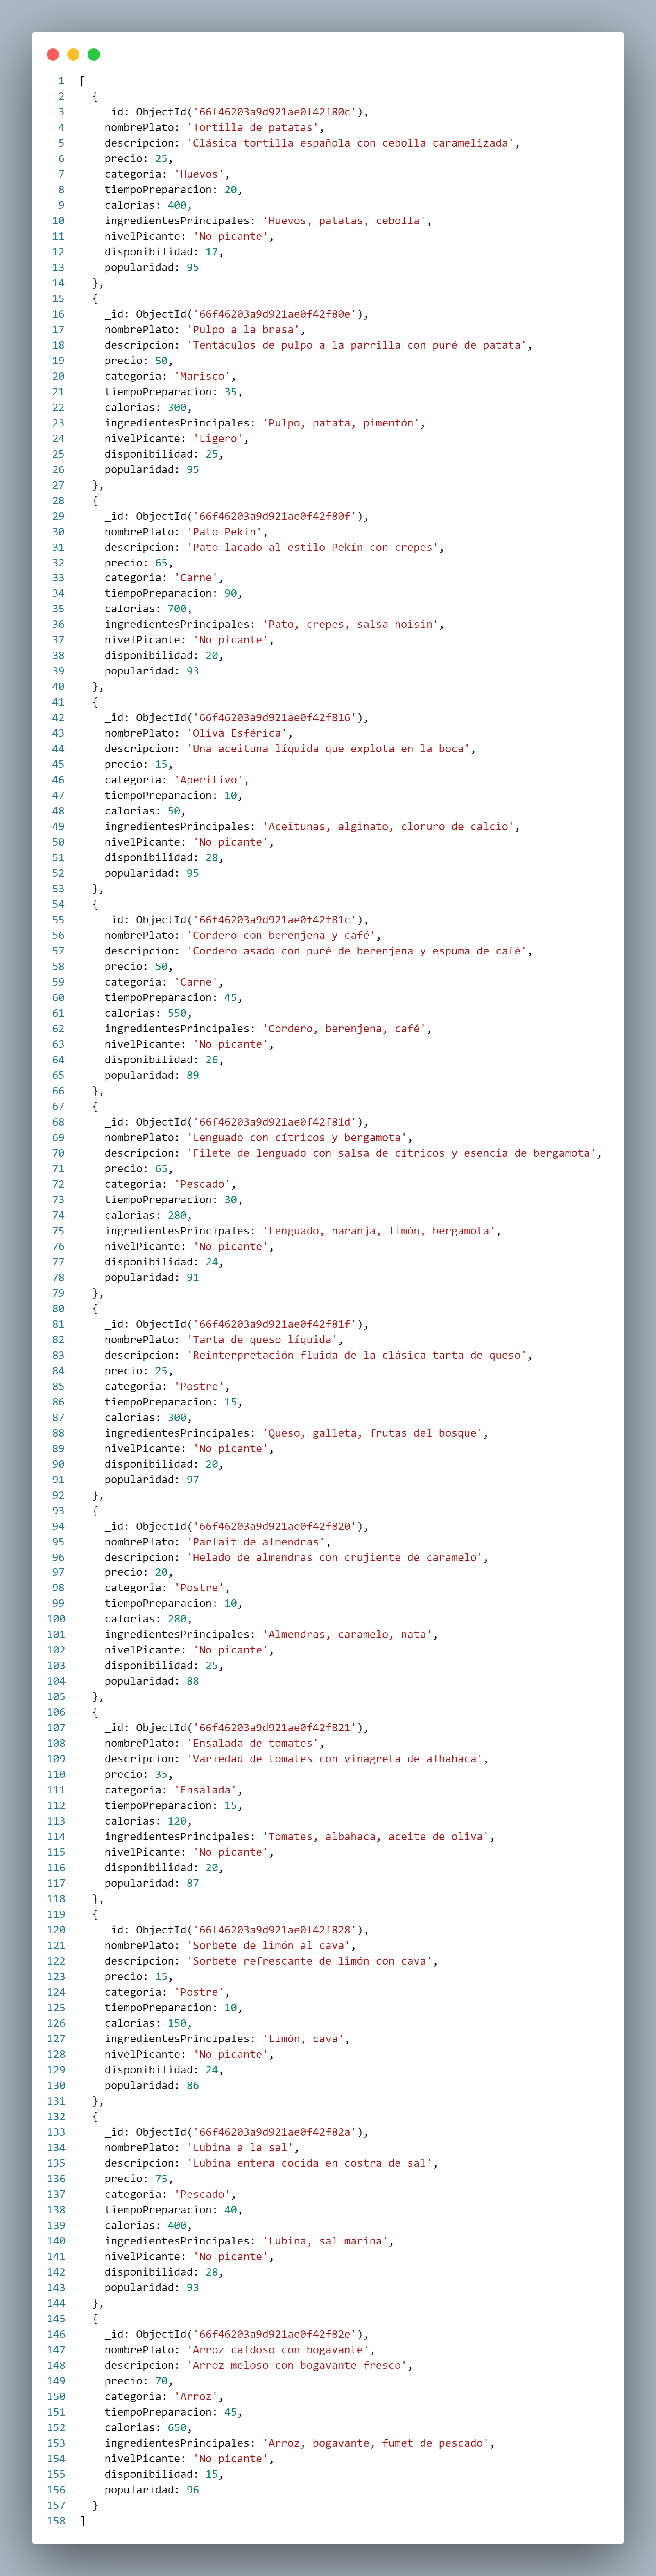 1 [
2 {
3 _id: ObjectId('66f46203a9d921ae0f42f80c'),
4 nombrePlato: 'Tortilla de patatas',
5 descripcion: 'Clásica tortilla española con cebolla caramelizada',
6 precio: 25,
7 categoria: 'Huevos',
8 tiempoPreparacion: 20,
9 calorias: 400,
10 ingredientesPrincipales: 'Huevos, patatas, cebolla',
11 nivelPicante: 'No picante',
12 disponibilidad: 17,
13 popularidad: 95
14 },
15 {
16 _id: ObjectId('66f46203a9d921ae0f42f80e'),
17 nombrePlato: 'Pulpo a la brasa',
18 descripcion: 'Tentáculos de pulpo a la parrilla con puré de patata',
19 precio: 50,
20 categoria: 'Marisco',
21 tiempoPreparacion: 35,
22 calorias: 300,
23 ingredientesPrincipales: 'Pulpo, patata, pimentón',
24 nivelPicante: 'Ligero',
25 disponibilidad: 25,
26 popularidad: 95
27 },
28 {
29 _id: ObjectId('66f46203a9d921ae0f42f80f'),
30 nombrePlato: 'Pato Pekín',
31 descripcion: 'Pato lacado al estilo Pekín con crepes',
32 precio: 65,
33 categoria: 'Carne',
34 tiempoPreparacion: 90,
35 calorias: 700,
36 ingredientesPrincipales: 'Pato, crepes, salsa hoisin',
37 nivelPicante: 'No picante',
38 disponibilidad: 20,
39 popularidad: 93
40 },
41 {
42 _id: ObjectId('66f46203a9d921ae0f42f816'),
43 nombrePlato: 'Oliva Esférica',
44 descripcion: 'Una aceituna líquida que explota en la boca',
45 precio: 15,
46 categoria: 'Aperitivo',
47 tiempoPreparacion: 10,
48 calorias: 50,
49 ingredientesPrincipales: 'Aceitunas, alginato, cloruro de calcio',
50 nivelPicante: 'No picante',
51 disponibilidad: 28,
52 popularidad: 95
53 },
54 {
55 _id: ObjectId('66f46203a9d921ae0f42f81c'),
56 nombrePlato: 'Cordero con berenjena y café',
57 descripcion: 'Cordero asado con puré de berenjena y espuma de café',
58 precio: 50,
59 categoria: 'Carne',
60 tiempoPreparacion: 45,
61 calorias: 550,
62 ingredientesPrincipales: 'Cordero, berenjena, café',
63 nivelPicante: 'No picante',
64 disponibilidad: 26,
65 popularidad: 89
66 },
67 {
68 _id: ObjectId('66f46203a9d921ae0f42f81d'),
69 nombrePlato: 'Lenguado con cítricos y bergamota',
70 descripcion: 'Filete de lenguado con salsa de cítricos y esencia de bergamota',
71 precio: 65,
72 categoria: 'Pescado',
73 tiempoPreparacion: 30,
74 calorias: 280,
75 ingredientesPrincipales: 'Lenguado, naranja, limón, bergamota',
76 nivelPicante: 'No picante',
77 disponibilidad: 24,
78 popularidad: 91
79 },
80 {
81 _id: ObjectId('66f46203a9d921ae0f42f81f'),
82 nombrePlato: 'Tarta de queso líquida',
83 descripcion: 'Reinterpretación fluida de la clásica tarta de queso',
84 precio: 25,
85 categoria: 'Postre',
86 tiempoPreparacion: 15,
87 calorias: 300,
88 ingredientesPrincipales: 'Queso, galleta, frutas del bosque',
89 nivelPicante: 'No picante',
90 disponibilidad: 20,
91 popularidad: 97
92 },
93 {
94 _id: ObjectId('66f46203a9d921ae0f42f820'),
95 nombrePlato: 'Parfait de almendras',
96 descripcion: 'Helado de almendras con crujiente de caramelo',
97 precio: 20,
98 categoria: 'Postre',
99 tiempoPreparacion: 10,
100 calorias: 280,
101 ingredientesPrincipales: 'Almendras, caramelo, nata',
102 nivelPicante: 'No picante',
103 disponibilidad: 25,
104 popularidad: 88
105 },
106 {
107 _id: ObjectId('66f46203a9d921ae0f42f821'),
108 nombrePlato: 'Ensalada de tomates',
109 descripcion: 'Variedad de tomates con vinagreta de albahaca',
110 precio: 35,
111 categoria: 'Ensalada',
112 tiempoPreparacion: 15,
113 calorias: 120,
114 ingredientesPrincipales: 'Tomates, albahaca, aceite de oliva',
115 nivelPicante: 'No picante',
116 disponibilidad: 20,
117 popularidad: 87
118 },
119 {
120 _id: ObjectId('66f46203a9d921ae0f42f828'),
121 nombrePlato: 'Sorbete de limón al cava',
122 descripcion: 'Sorbete refrescante de limón con cava',
123 precio: 15,
124 categoria: 'Postre',
125 tiempoPreparacion: 10,
126 calorias: 150,
127 ingredientesPrincipales: 'Limón, cava',
128 nivelPicante: 'No picante',
129 disponibilidad: 24,
130 popularidad: 86
131 },
132 {
133 _id: ObjectId('66f46203a9d921ae0f42f82a'),
134 nombrePlato: 'Lubina a la sal',
135 descripcion: 'Lubina entera cocida en costra de sal',
136 precio: 75,
137 categoria: 'Pescado',
138 tiempoPreparacion: 40,
139 calorias: 400,
140 ingredientesPrincipales: 'Lubina, sal marina',
141 nivelPicante: 'No picante',
142 disponibilidad: 28,
143 popularidad: 93
144 },
145 {
146 _id: ObjectId('66f46203a9d921ae0f42f82e'),
147 nombrePlato: 'Arroz caldoso con bogavante',
148 descripcion: 'Arroz meloso con bogavante fresco',
149 precio: 70,
150 categoria: 'Arroz',
151 tiempoPreparacion: 45,
152 calorias: 650,
153 ingredientesPrincipales: 'Arroz, bogavante, fumet de pescado',
154 nivelPicante: 'No picante',
155 disponibilidad: 15,
156 popularidad: 96
157 }
158 ]